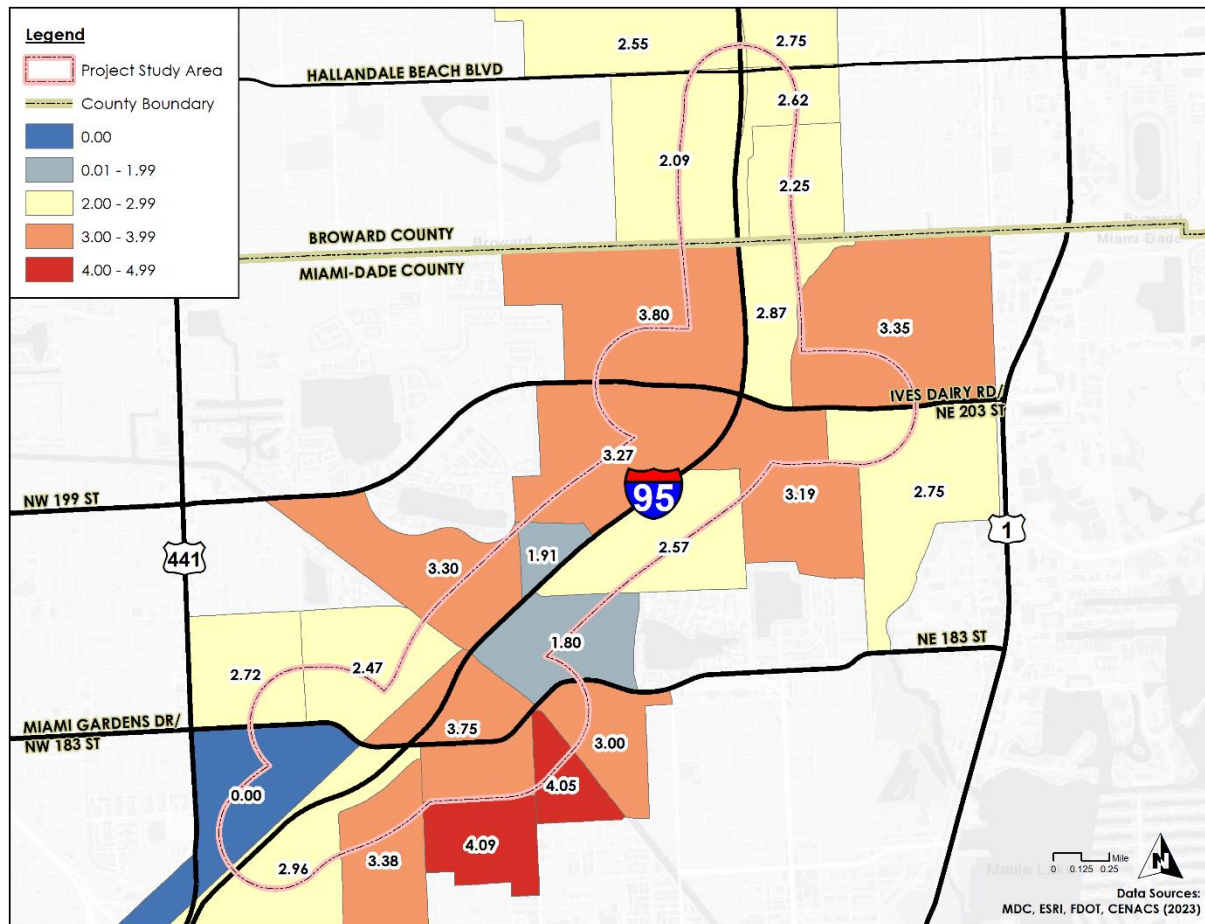 Legend
Project Study Area
County Boundary
0.00
0.01 - 1.99
2.00 - 2.99
3.00 - 3.99
4.00 - 4.99
2.55
2.75
HALLANDALE BEACH BLVD
2.62
2.09
2.25
BROWARD COUNTY
Broward
Broward
MIAMI-DADE COUNTY
Miami-Dade
3.80
2.87
3.35
IVES DAIRY RD/
NE 203 ST
3.27
95
3.19
2.75
NW 199 ST
441
1
1.91
2.57
3.30
1.80
NE 183 ST
2.72
2.47
MIAMI GARDENS DR/
NW 183 ST
3.75
3.00
0.00
4.05
4.09
2.96
3.38
Mile
0 0.125 0.25
N
Maule Lake
Data Sources:
MDC, ESRI, FDOT, CENACS (2023)